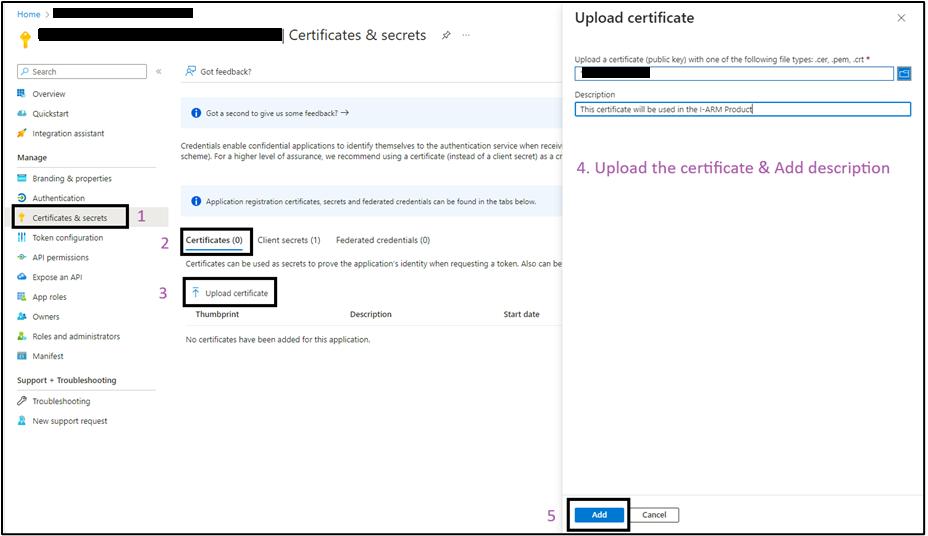 Home >
| Certificates & secrets
Search
«
Overview
Quickstart
Integration assistant
Manage
Branding & properties
Authentication
Certificates & secrets
1
Token configuration
API permissions
Expose an API
App roles
Owners
Roles and administrators
Manifest
Support + Troubleshooting
Troubleshooting
New support request
Got feedback?
Got a second to give us some feedback? →
Credentials enable confidential applications to identify themselves to the authentication service when receiv
scheme). For a higher level of assurance, we recommend using a certificate (instead of a client secret) as a cr
Application registration certificates, secrets and federated credentials can be found in the tabs below.
2
Certificates (0) Client secrets (1) Federated credentials (0)
Certificates can be used as secrets to prove the application's identity when requesting a token. Also can be
3
Upload certificate
Thumbprint Description Start date
No certificates have been added for this application.
Upload certificate
Upload a certificate (public key) with one of the following file types: .cer, .pem, .crt *
Description
This certificate will be used in the I-ARM Product
4. Upload the certificate & Add description
5
Add Cancel